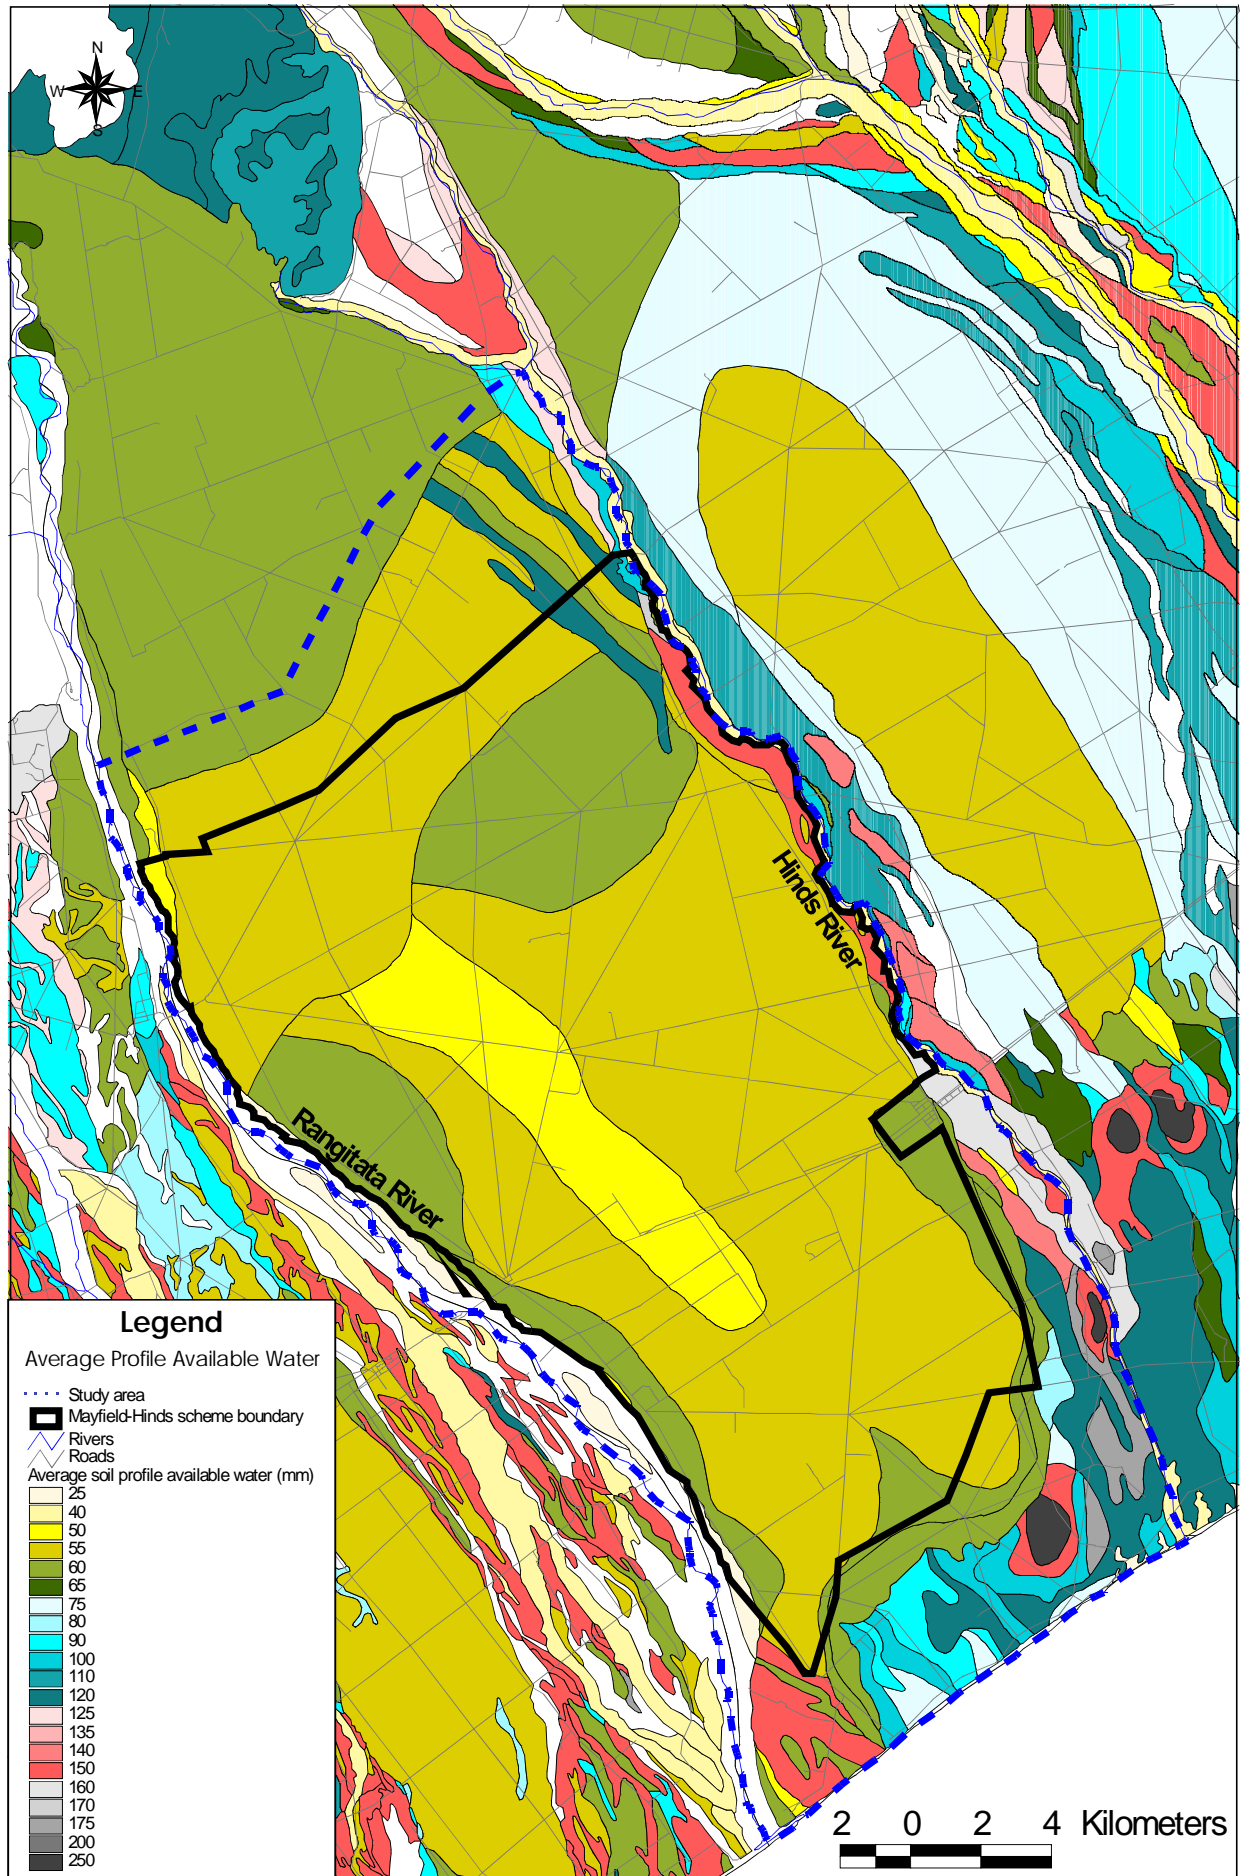 N
W E
S
Hinds River
Rangitata River
Legend
Average Profile Available Water
Study area
Mayfield-Hinds scheme boundary
Rivers
Roads
Average soil profile available water (mm)
25
40
50
55
60
65
75
80
90
100
110
120
125
135
140
150
160
170
175
200
250
2 0 2 4 Kilometers